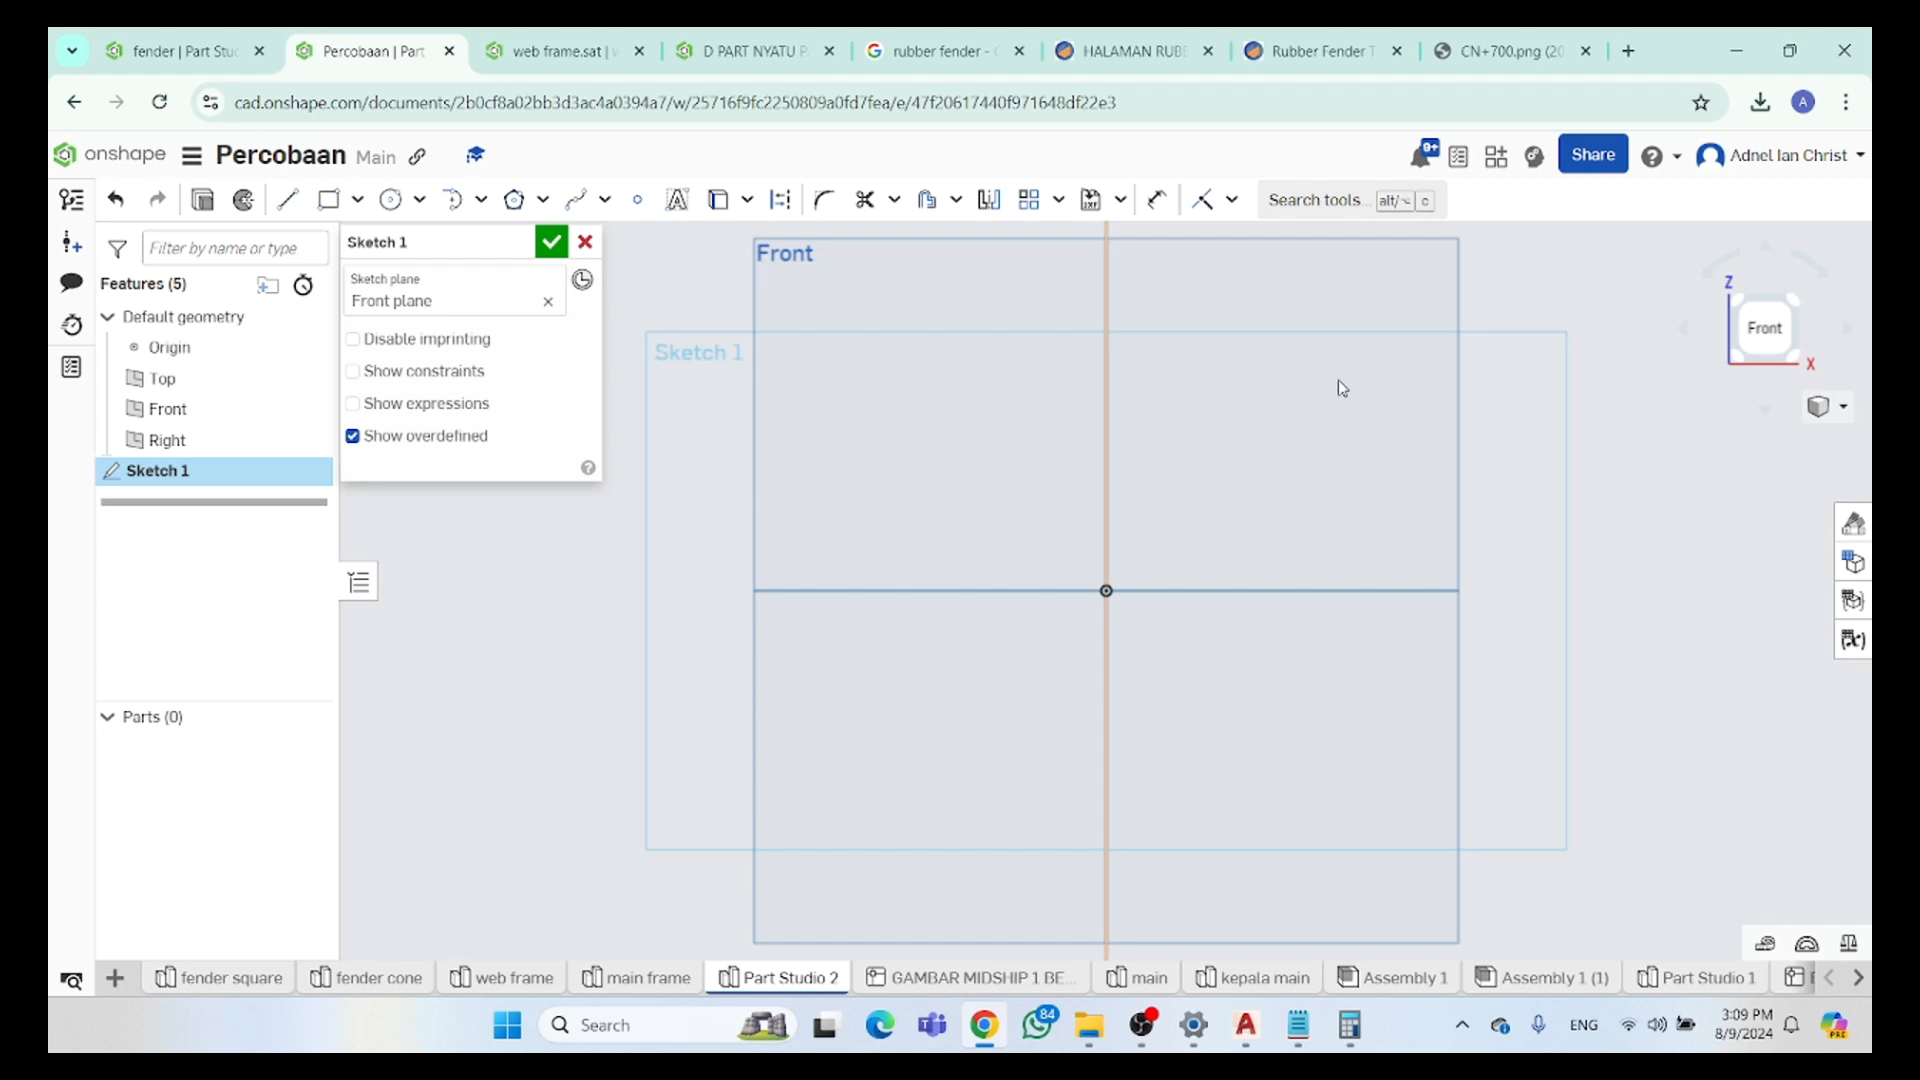 fender | Part Stu
Percobaan | Part
web frame.sat |
D PART NYATU
rubber fender -
HALAMAN RUB
Rubber Fender T
CN+700.png (20
cad.onshape.com/documents/2b0cf8a02bb3d3ac4a0394a7/w/25716f9fc2250809a0fd7fea/e/47f20617440f971648df22e3
A
onshape
Percobaan Main
9+
Share
Adnel Ian Christ
Search tools... alt/⌥ c
Filter by name or type
Features (5)
Default geometry
Origin
Top
Front
Right
Sketch 1
Parts (0)
Sketch 1
Sketch plane
Front plane
Disable imprinting
Show constraints
Show expressions
Show overdefined
Front
Sketch 1
Z
Front
X
fender square
fender cone
web frame
main frame
Part Studio 2
GAMBAR MIDSHIP 1 BE...
main
kepala main
Assembly 1
Assembly 1 (1)
Part Studio 1
Search
84
ENG
3:09 PM
8/9/2024
PRE